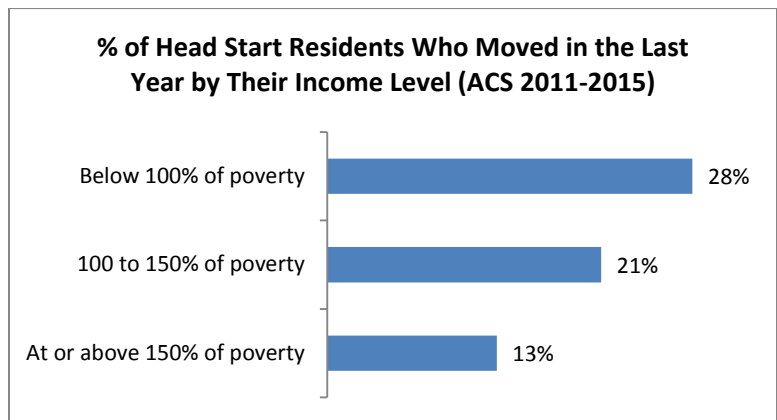 % of Head Start Residents Who Moved in the Last
Year by Their Income Level (ACS 2011-2015)
Below 100% of poverty 28%
100 to 150% of poverty 21%
At or above 150% of poverty 13%